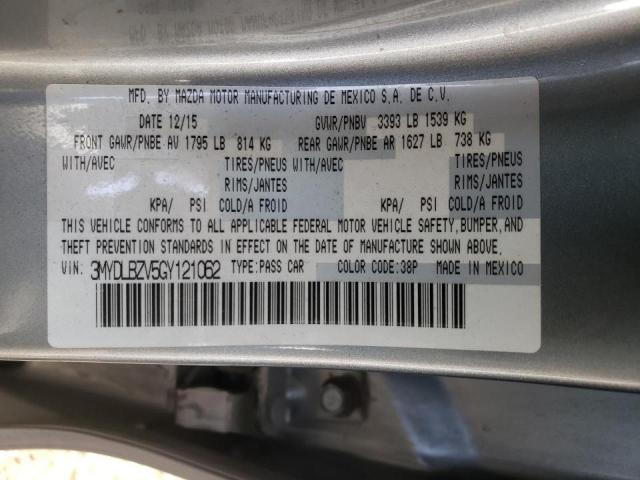 MFD. BY MAZDA MOTOR MANUFACTURING DE MEXICO S.A. DE C.V.
DATE 12/15 GVWR/PNBV 3393 LB 1539 KG
FRONT GAWR/PNBE AV 1795 LB 814 KG REAR GAWR/PNBE AR 1627 LB 738 KG
WITH/AVEC TIRES/PNEUS WITH/AVEC TIRES/PNEUS
RIMS/JANTES RIMS/JANTES
KPA/ PSI COLD/A FROID KPA/ PSI COLD/A FROID
THIS VEHICLE CONFORMS TO ALL APPLICABLE FEDERAL MOTOR VEHICLE SAFETY, BUMPER, AND
THEFT PREVENTION STANDARDS IN EFFECT ON THE DATE OF MANUFACTURE SHOWN ABOVE.
VIN: 3MYDLBZV5GY121062 TYPE:PASS CAR COLOR CODE:38P MADE IN MEXICO